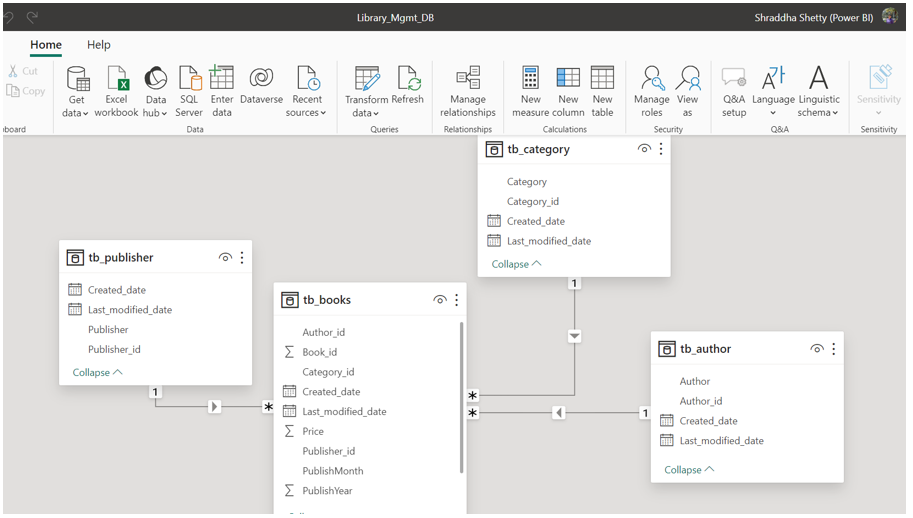 Library_Mgmt_DB
Shraddha Shetty (Power BI)
Home Help
Cut
Copy
board
Get data
Excel workbook
Data hub
SQL Server
Enter data
Dataverse
Recent sources
Data
Transform data
Refresh
Queries
Manage relationships
Relationships
New measure
New column
New table
Calculations
Manage roles
View as
Security
Q&A setup
Language
Linguistic schema
Q&A
Sensitivity
Sensitivity
tb_category
Category
Category_id
Created_date
Last_modified_date
Collapse
1
tb_publisher
Created_date
Last_modified_date
Publisher
Publisher_id
Collapse
1
*
tb_books
Author_id
Book_id
Category_id
Created_date
Last_modified_date
Price
Publisher_id
PublishMonth
PublishYear
*
*
1
tb_author
Author
Author_id
Created_date
Last_modified_date
Collapse